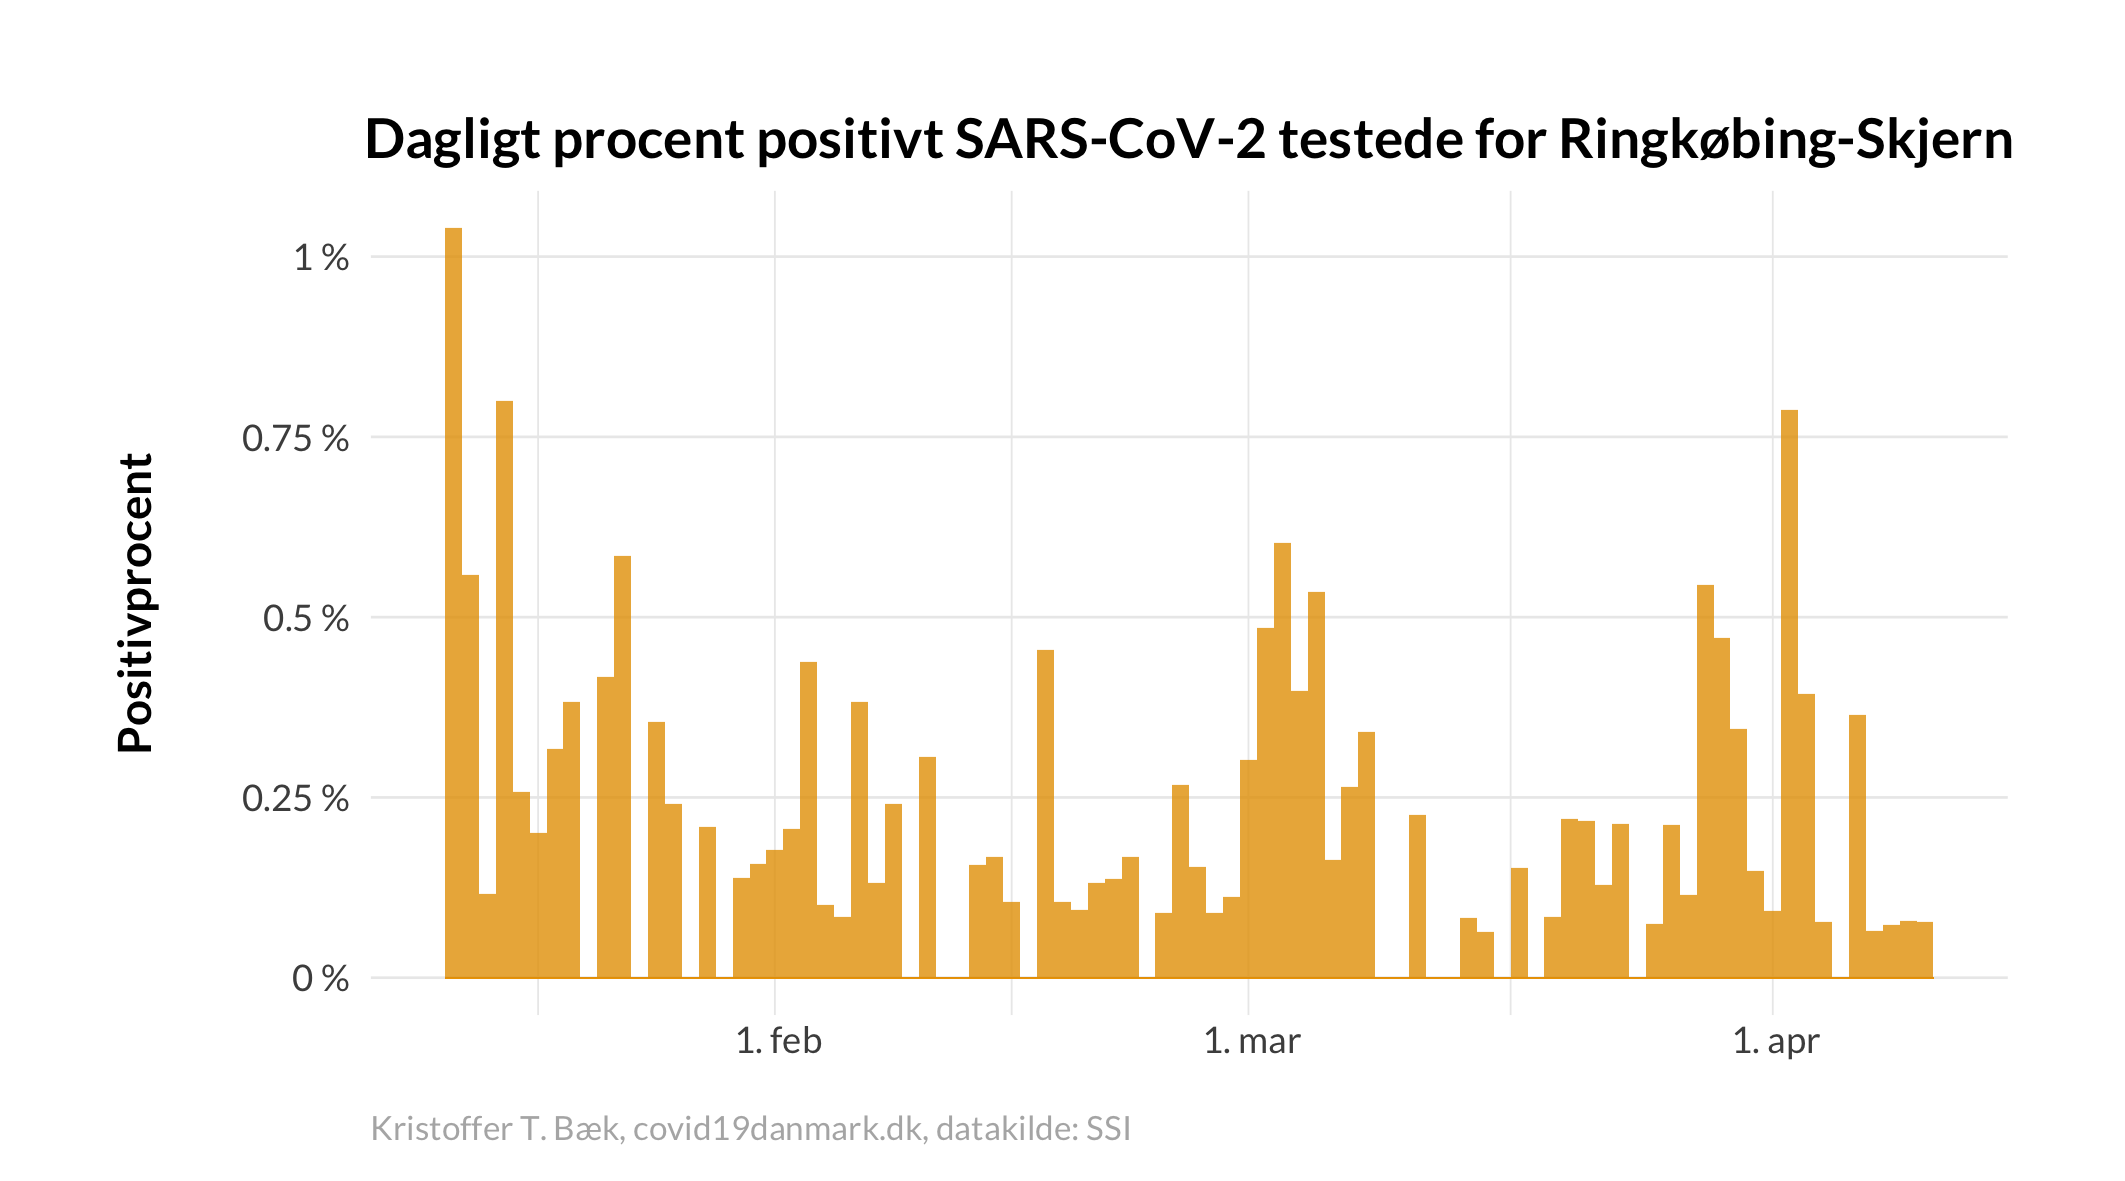 Dagligt procent positivt SARS-CoV-2 testede for Ringkøbing-Skjern
Positivprocent
1 %
0.75 %
0.5 %
0.25 %
0 %
1. feb
1. mar
1. apr
Kristoffer T. Bæk, covid19danmark.dk, datakilde: SSI